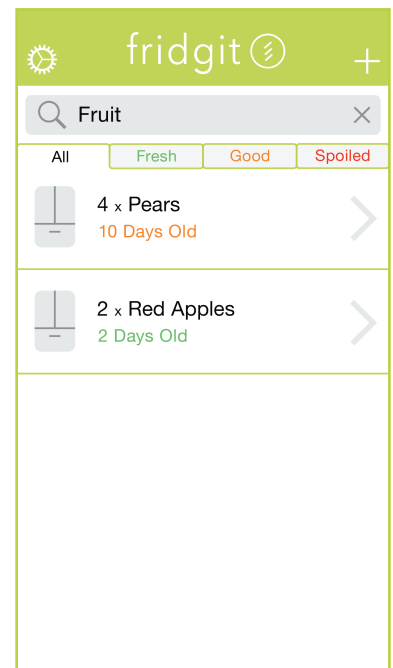 fridgit
Fruit
All Fresh Good Spoiled
4 x Pears
10 Days Old
2 x Red Apples
2 Days Old